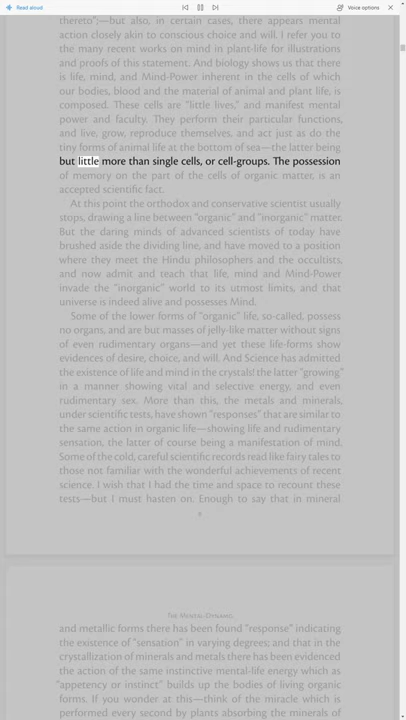 Read aloud
Voice options
thereto";—but also, in certain cases, there appears mental
action closely akin to conscious choice and will. I refer you to
the many recent works on mind in plant-life for illustrations
and proofs of this statement. And biology shows us that there
is life, mind, and Mind-Power inherent in the cells of which
our bodies, blood and the material of animal and plant life, is
composed. These cells are "little lives," and manifest mental
power and faculty. They perform their particular functions,
and live, grow, reproduce themselves, and act just as do the
tiny forms of animal life at the bottom of sea—the latter being
but little more than single cells, or cell-groups. The possession
of memory on the part of the cells of organic matter, is an
accepted scientific fact.
At this point the orthodox and conservative scientist usually
stops, drawing a line between "organic" and "inorganic" matter.
But the daring minds of advanced scientists of today have
brushed aside the dividing line, and have moved to a position
where they meet the Hindu philosophers and the occultists,
and now admit and teach that life, mind and Mind-Power
invade the "inorganic" world to its utmost limits, and that
universe is indeed alive and possesses Mind.
Some of the lower forms of "organic" life, so-called, possess
no organs, and are but masses of jelly-like matter without signs
of even rudimentary organs—and yet these life-forms show
evidences of desire, choice, and will. And Science has admitted
the existence of life and mind in the crystals! the latter "growing"
in a manner showing vital and selective energy, and even
rudimentary sex. More than this, the metals and minerals,
under scientific tests, have shown "responses" that are similar to
the same action in organic life—showing life and rudimentary
sensation, the latter of course being a manifestation of mind.
Some of the cold, careful scientific records read like fairy tales to
those not familiar with the wonderful achievements of recent
science. I wish that I had the time and space to recount these
tests—but I must hasten on. Enough to say that in mineral
The Mental Dynamo.
and metallic forms there has been found "response" indicating
the existence of "sensation" in varying degrees; and that in the
crystallization of minerals and metals there has been evidenced
the action of the same instinctive mental-life energy which as
"appetency or instinct" builds up the bodies of living organic
forms. If you wonder at this—think of the miracle which is
performed every second by plants absorbing the minerals of